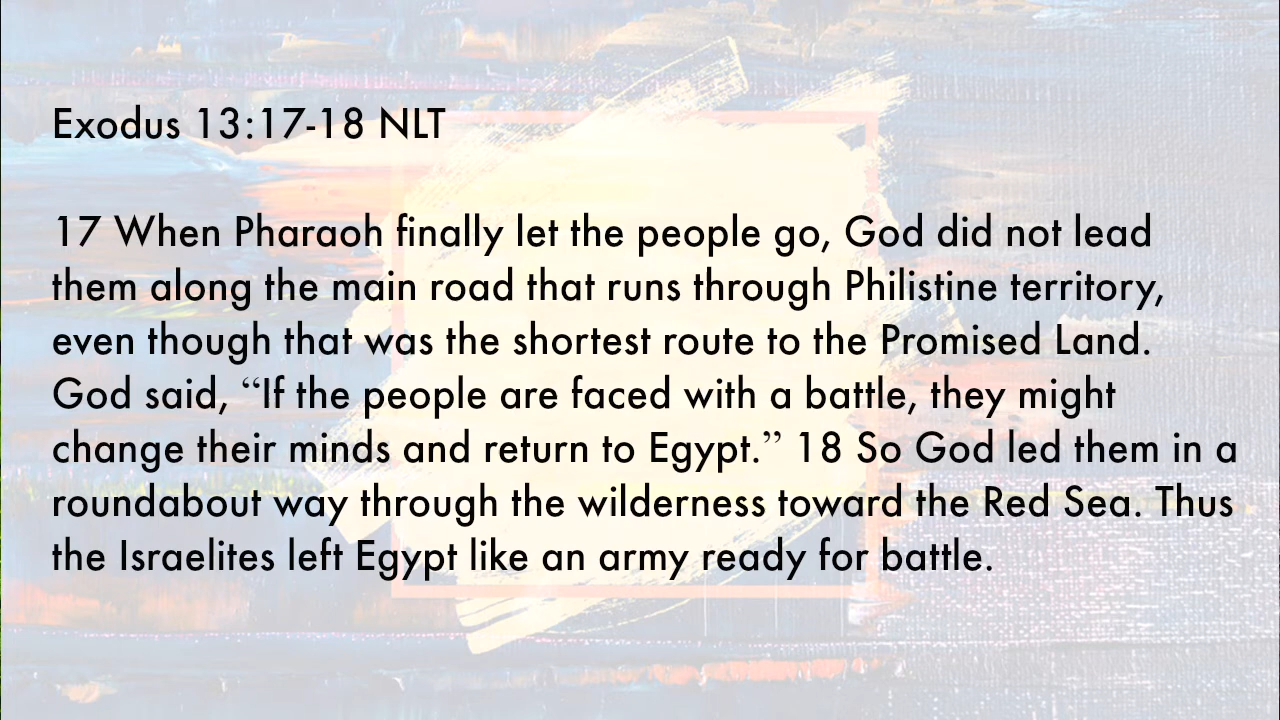 Exodus 13:17-18 NLT
17 When Pharaoh finally let the people go, God did not lead
them along the main road that runs through Philistine territory,
even though that was the shortest route to the Promised Land.
God said, “If the people are faced with a battle, they might
change their minds and return to Egypt.” 18 So God led them in a
roundabout way through the wilderness toward the Red Sea. Thus
the Israelites left Egypt like an army ready for battle.